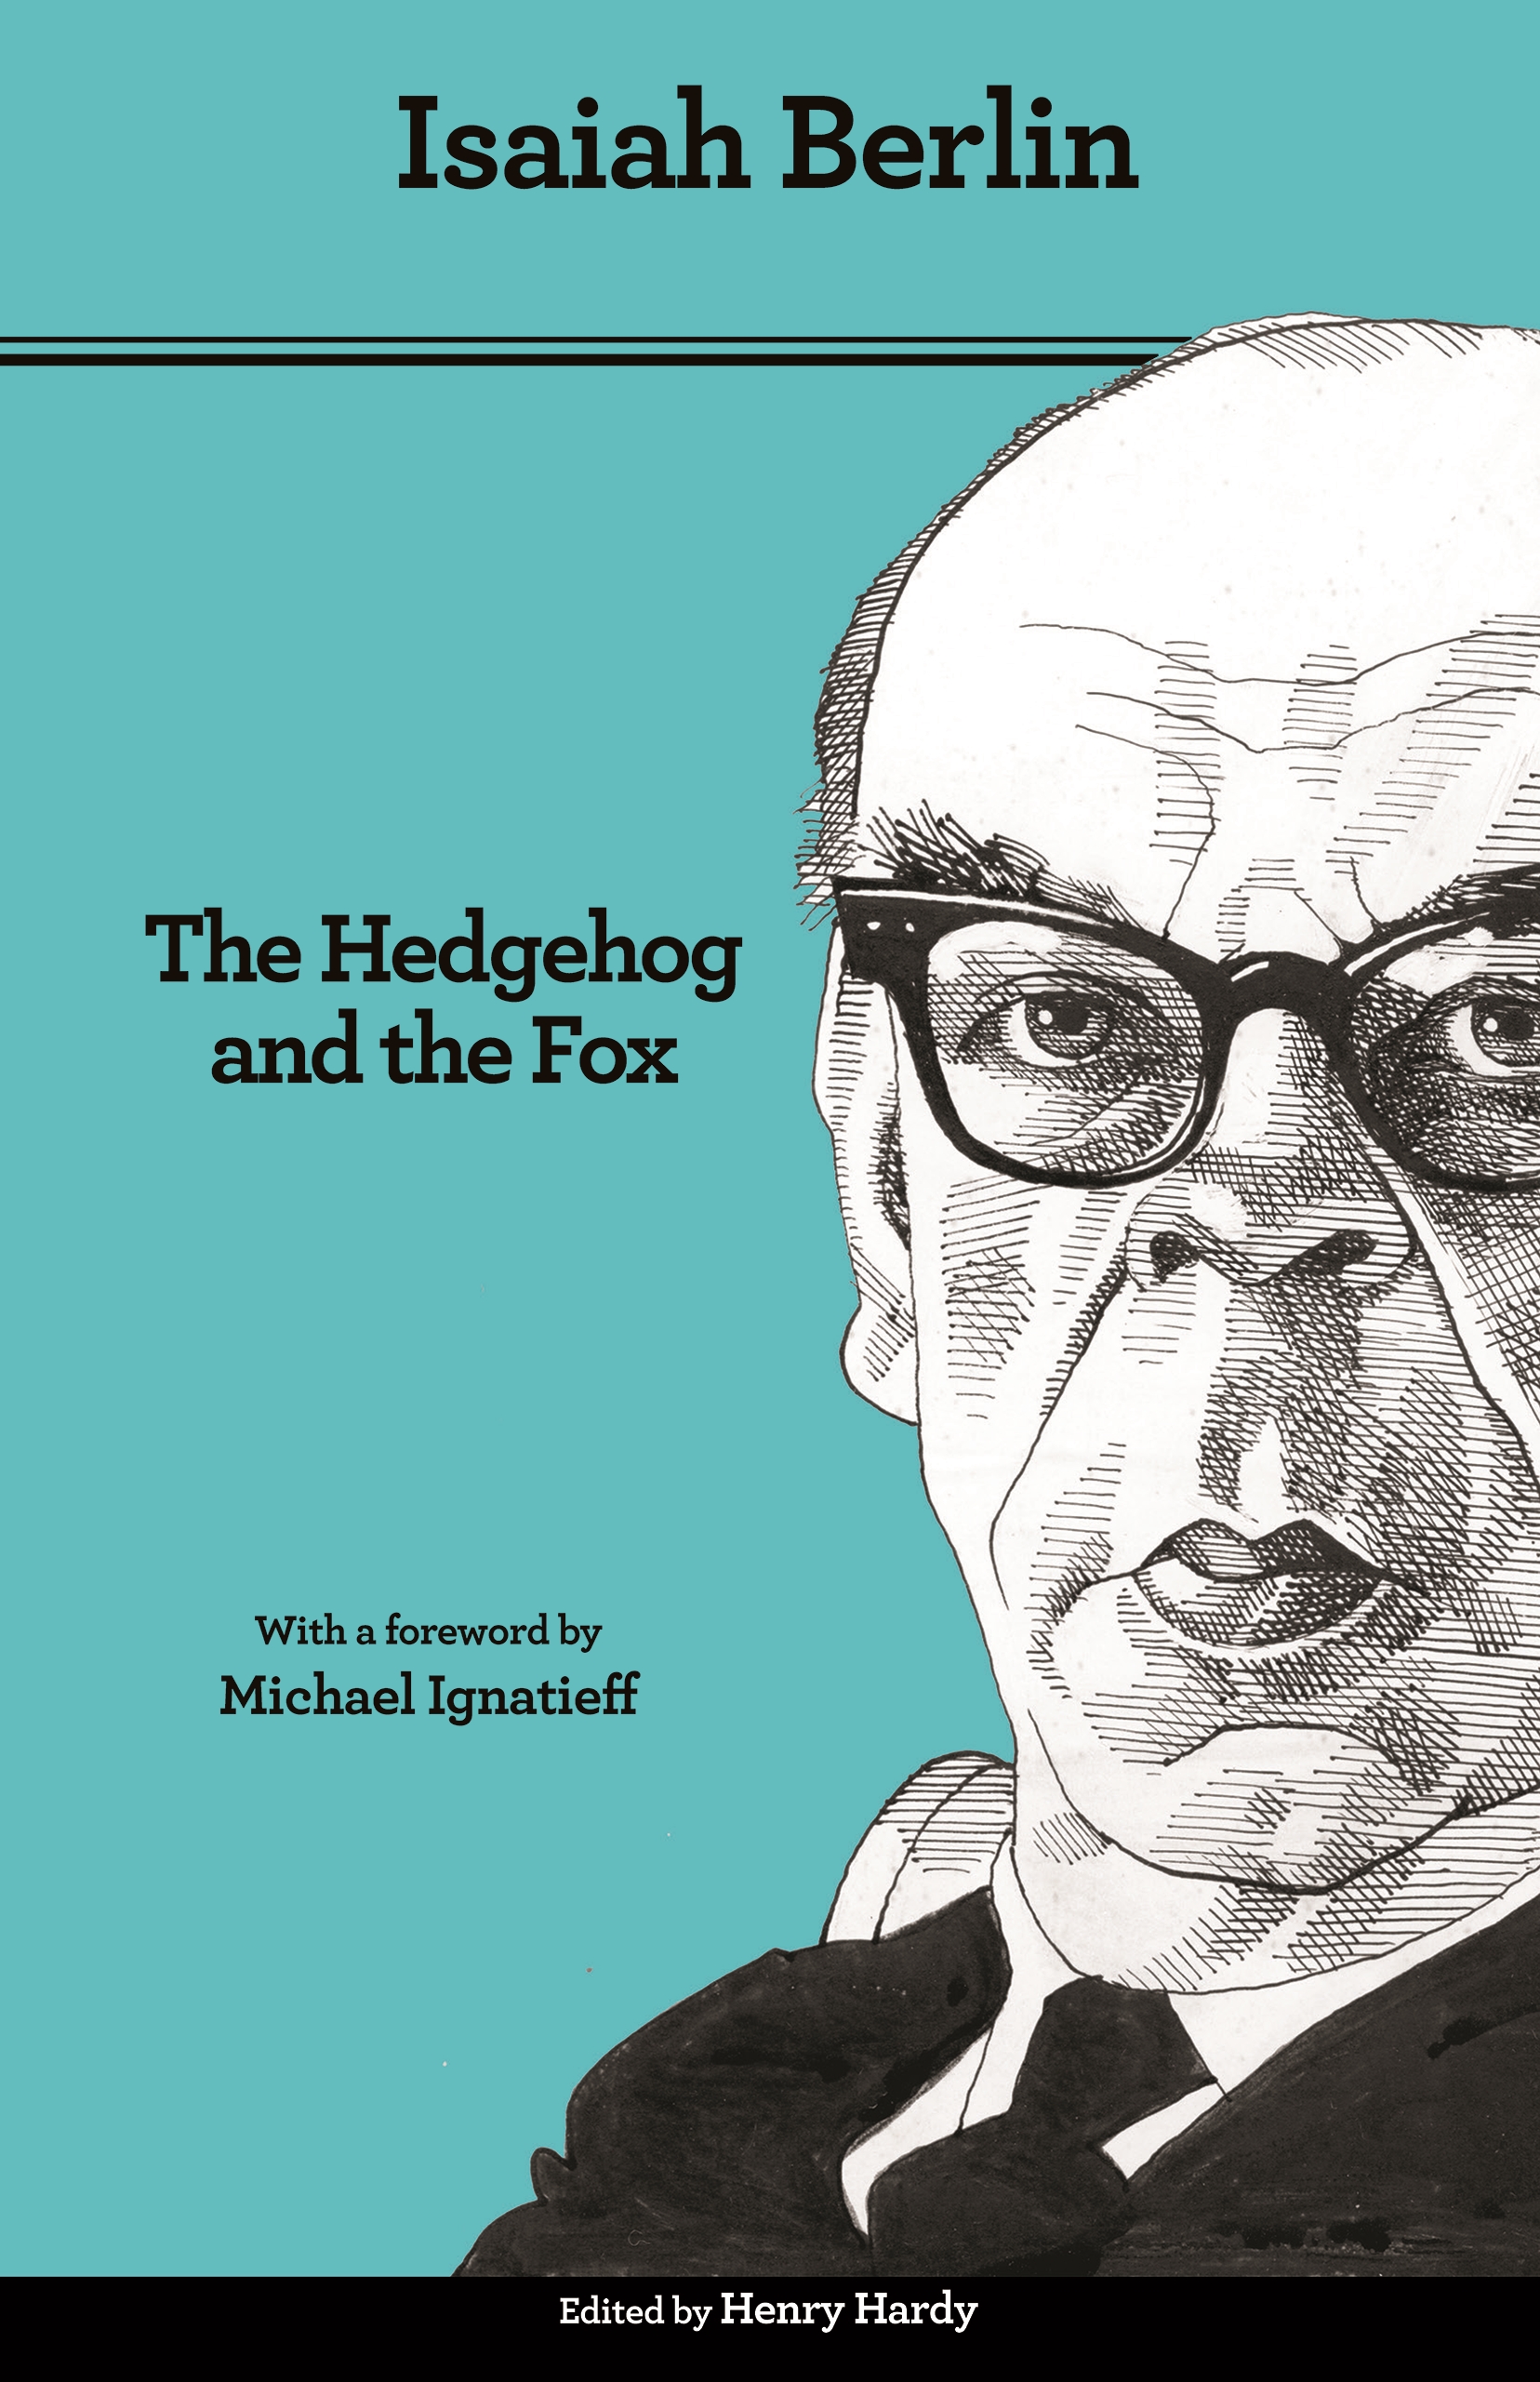 Isaiah Berlin
The Hedgehog
and the Fox
With a foreword by
Michael Ignatieff
Edited by Henry Hardy